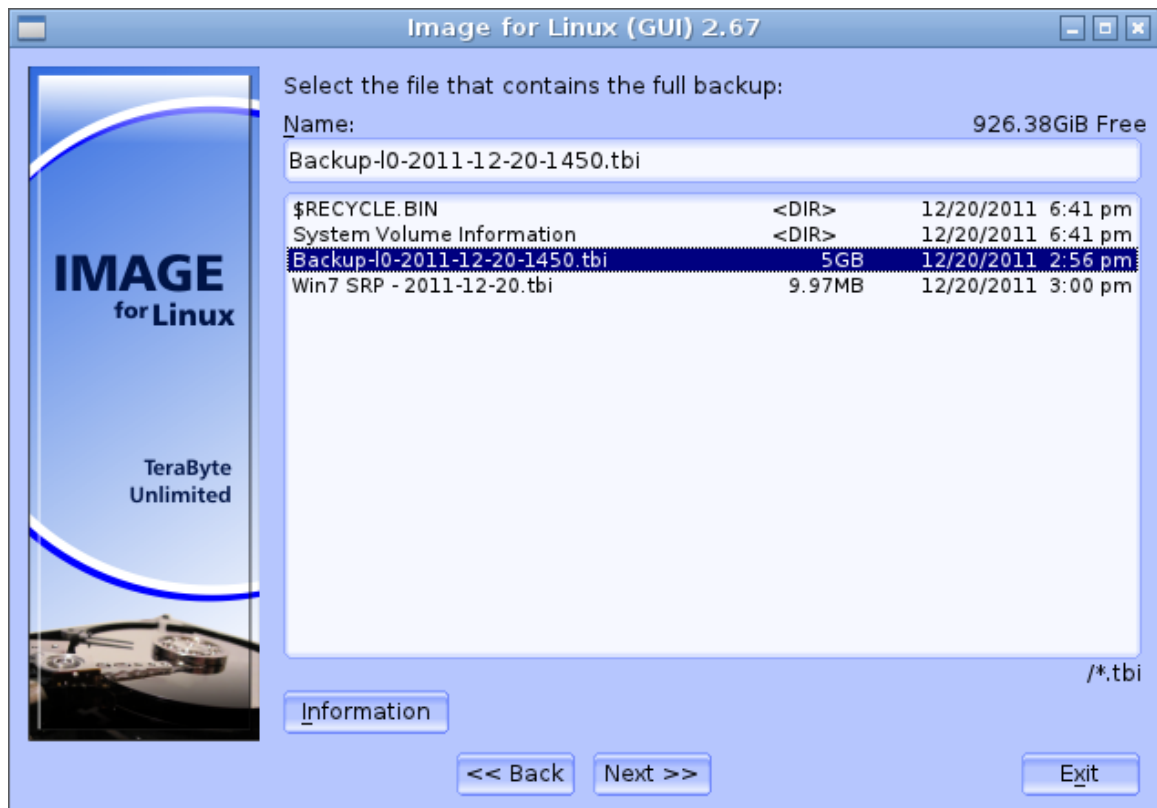 Image for Linux (GUI) 2.67
IMAGE
for Linux
TeraByte
Unlimited
Select the file that contains the full backup:
Name: 926.38GiB Free
Backup-l0-2011-12-20-1450.tbi
$RECYCLE.BIN <DIR> 12/20/2011 6:41 pm
System Volume Information <DIR> 12/20/2011 6:41 pm
Backup-l0-2011-12-20-1450.tbi 5GB 12/20/2011 2:56 pm
Win7 SRP - 2011-12-20.tbi 9.97MB 12/20/2011 3:00 pm
/*.tbi
Information
<< Back Next >> Exit